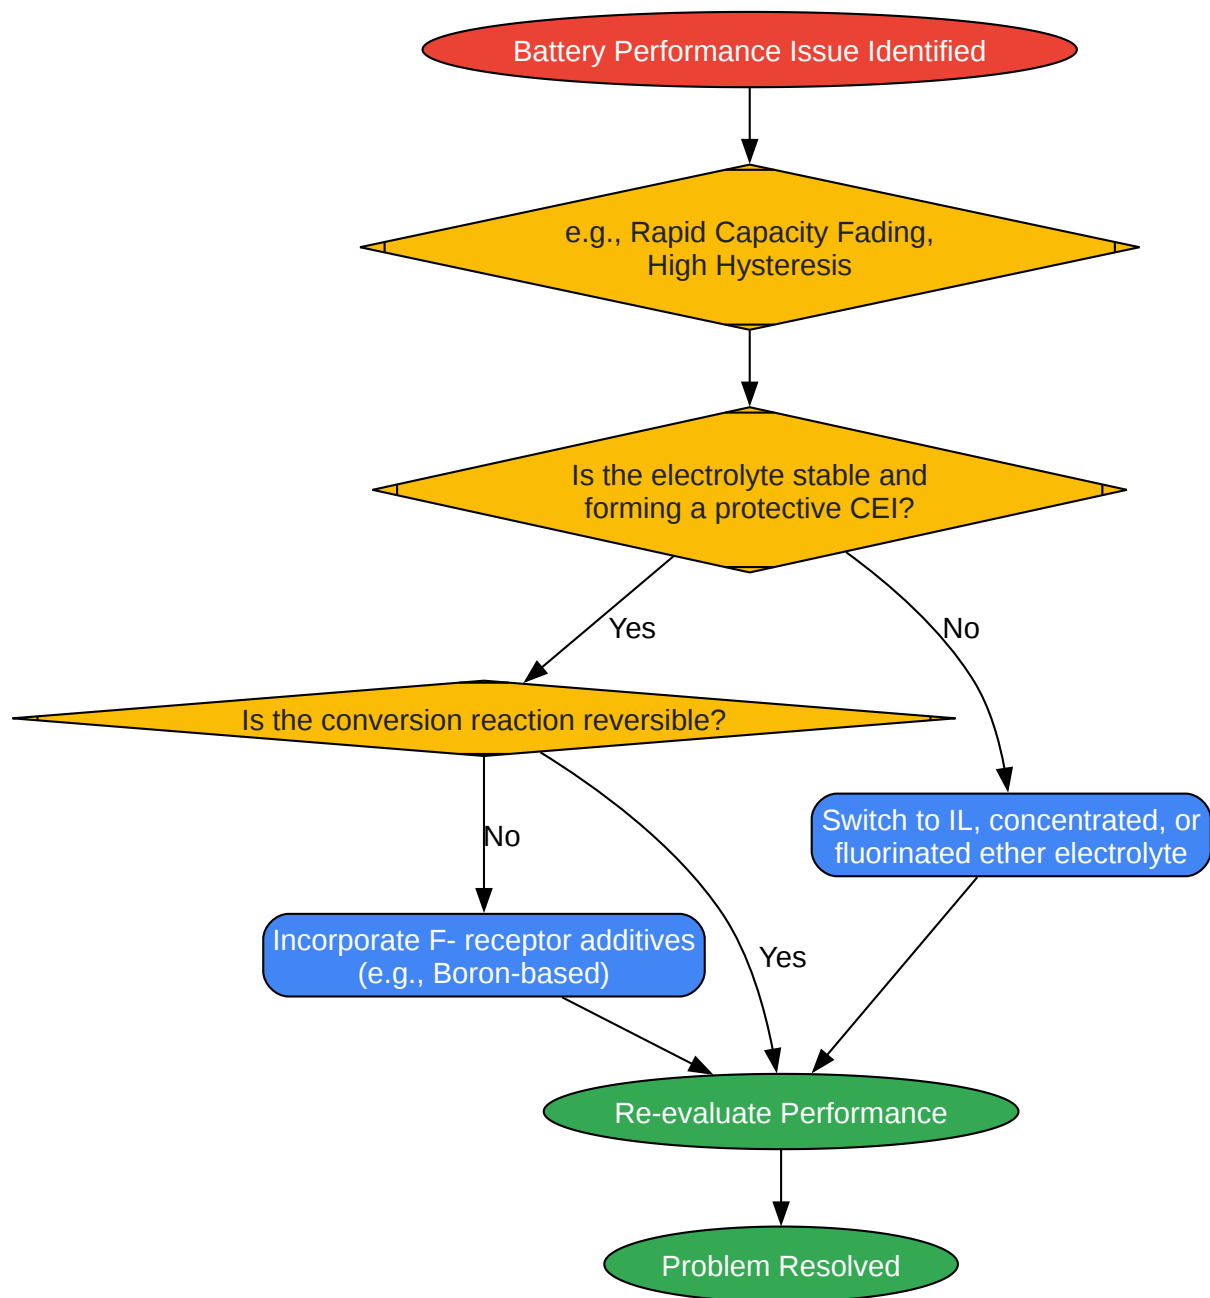 Battery Performance Issue Identified
e.g., Rapid Capacity Fading,
High Hysteresis
Is the electrolyte stable and
forming a protective CEI?
Yes
No
Is the conversion reaction reversible?
Switch to IL, concentrated, or
fluorinated ether electrolyte
No
Incorporate F- receptor additives
(e.g., Boron-based)
Yes
Re-evaluate Performance
Problem Resolved